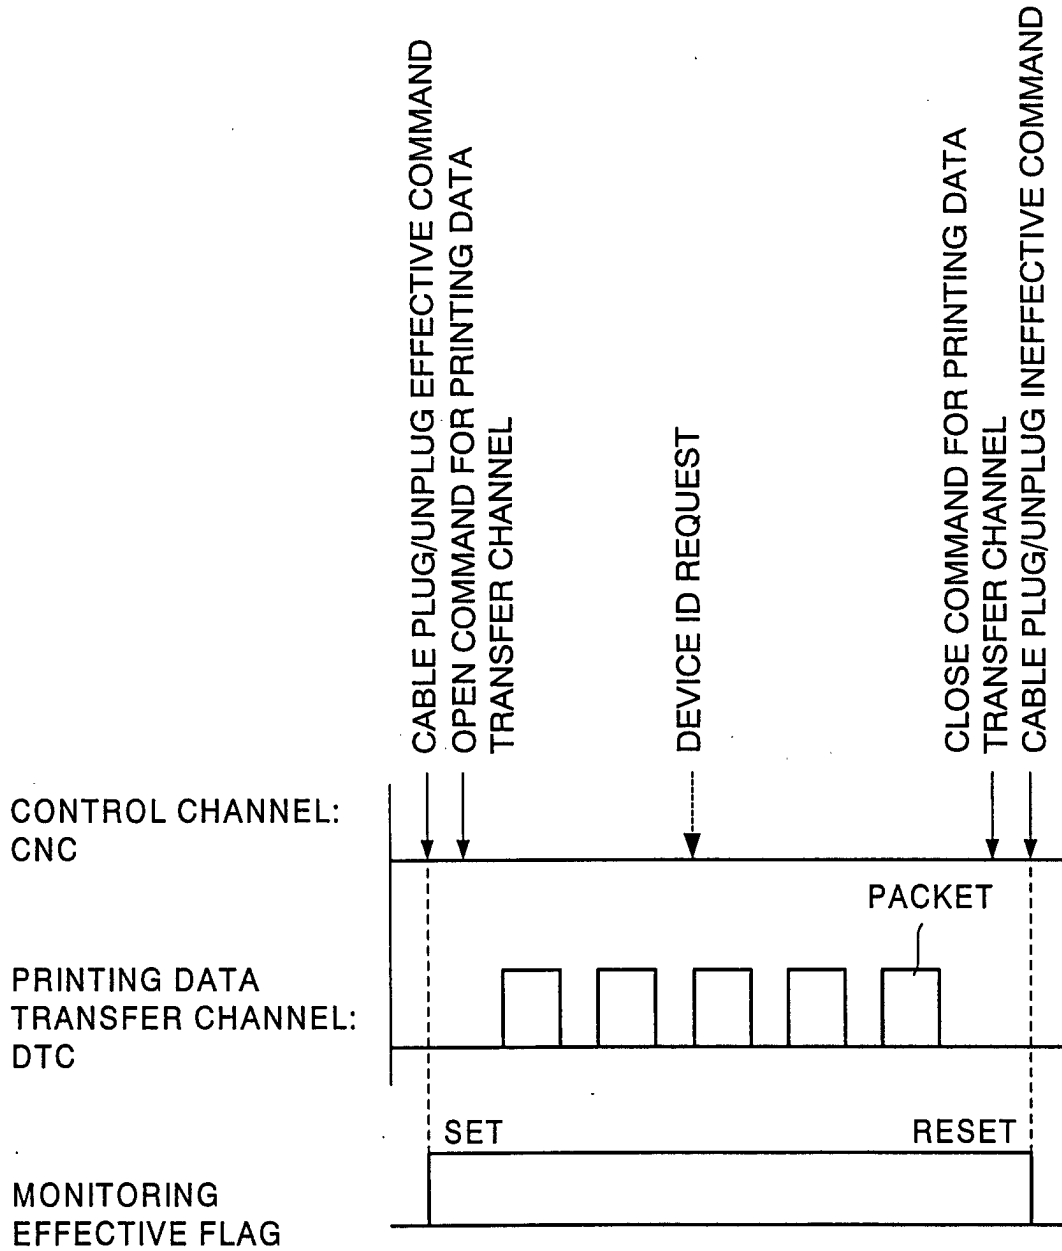 CABLE PLUG/UNPLUG EFFECTIVE COMMAND
OPEN COMMAND FOR PRINTING DATA
TRANSFER CHANNEL
DEVICE ID REQUEST
CLOSE COMMAND FOR PRINTING DATA
TRANSFER CHANNEL
CABLE PLUG/UNPLUG INEFFECTIVE COMMAND
CONTROL CHANNEL:
CNC
PACKET
PRINTING DATA
TRANSFER CHANNEL:
DTC
SET
RESET
MONITORING
EFFECTIVE FLAG